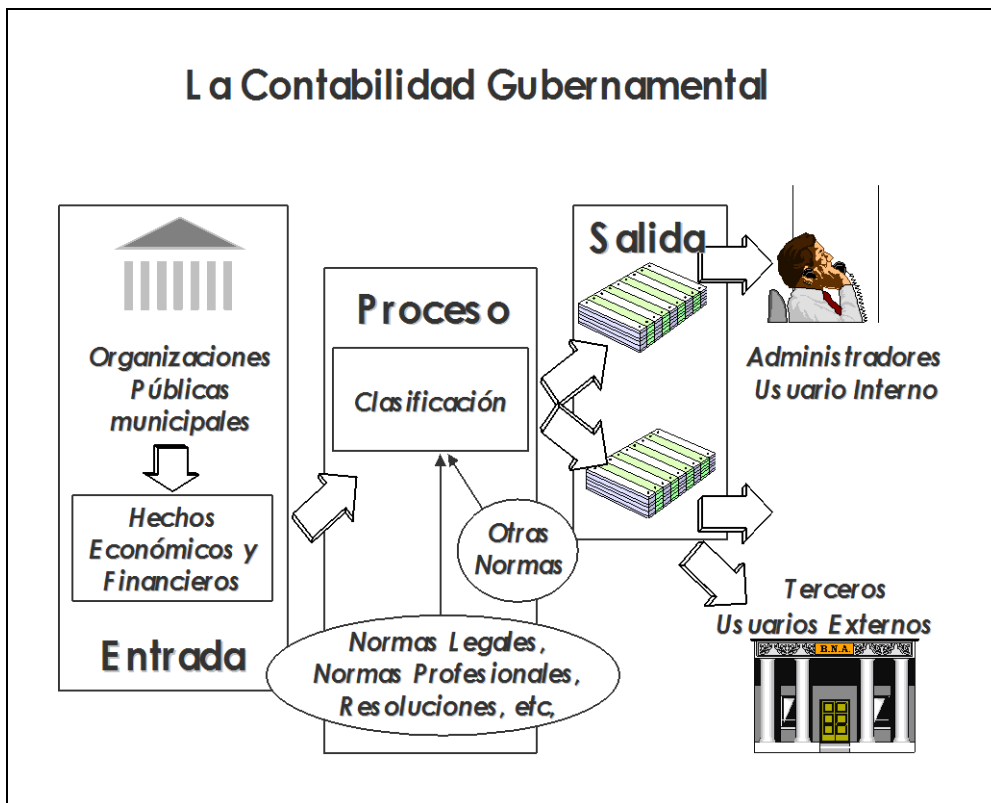 La Contabilidad Gubernamental
Organizaciones
Públicas
municipales
Hechos
Económicos y
Financieros
Entrada
Proceso
Clasificación
Otras
Normas
Normas Legales,
Normas Profesionales,
Resoluciones, etc,
Salida
Administradores
Usuario Interno
Terceros
Usuarios Externos
B.N.A.